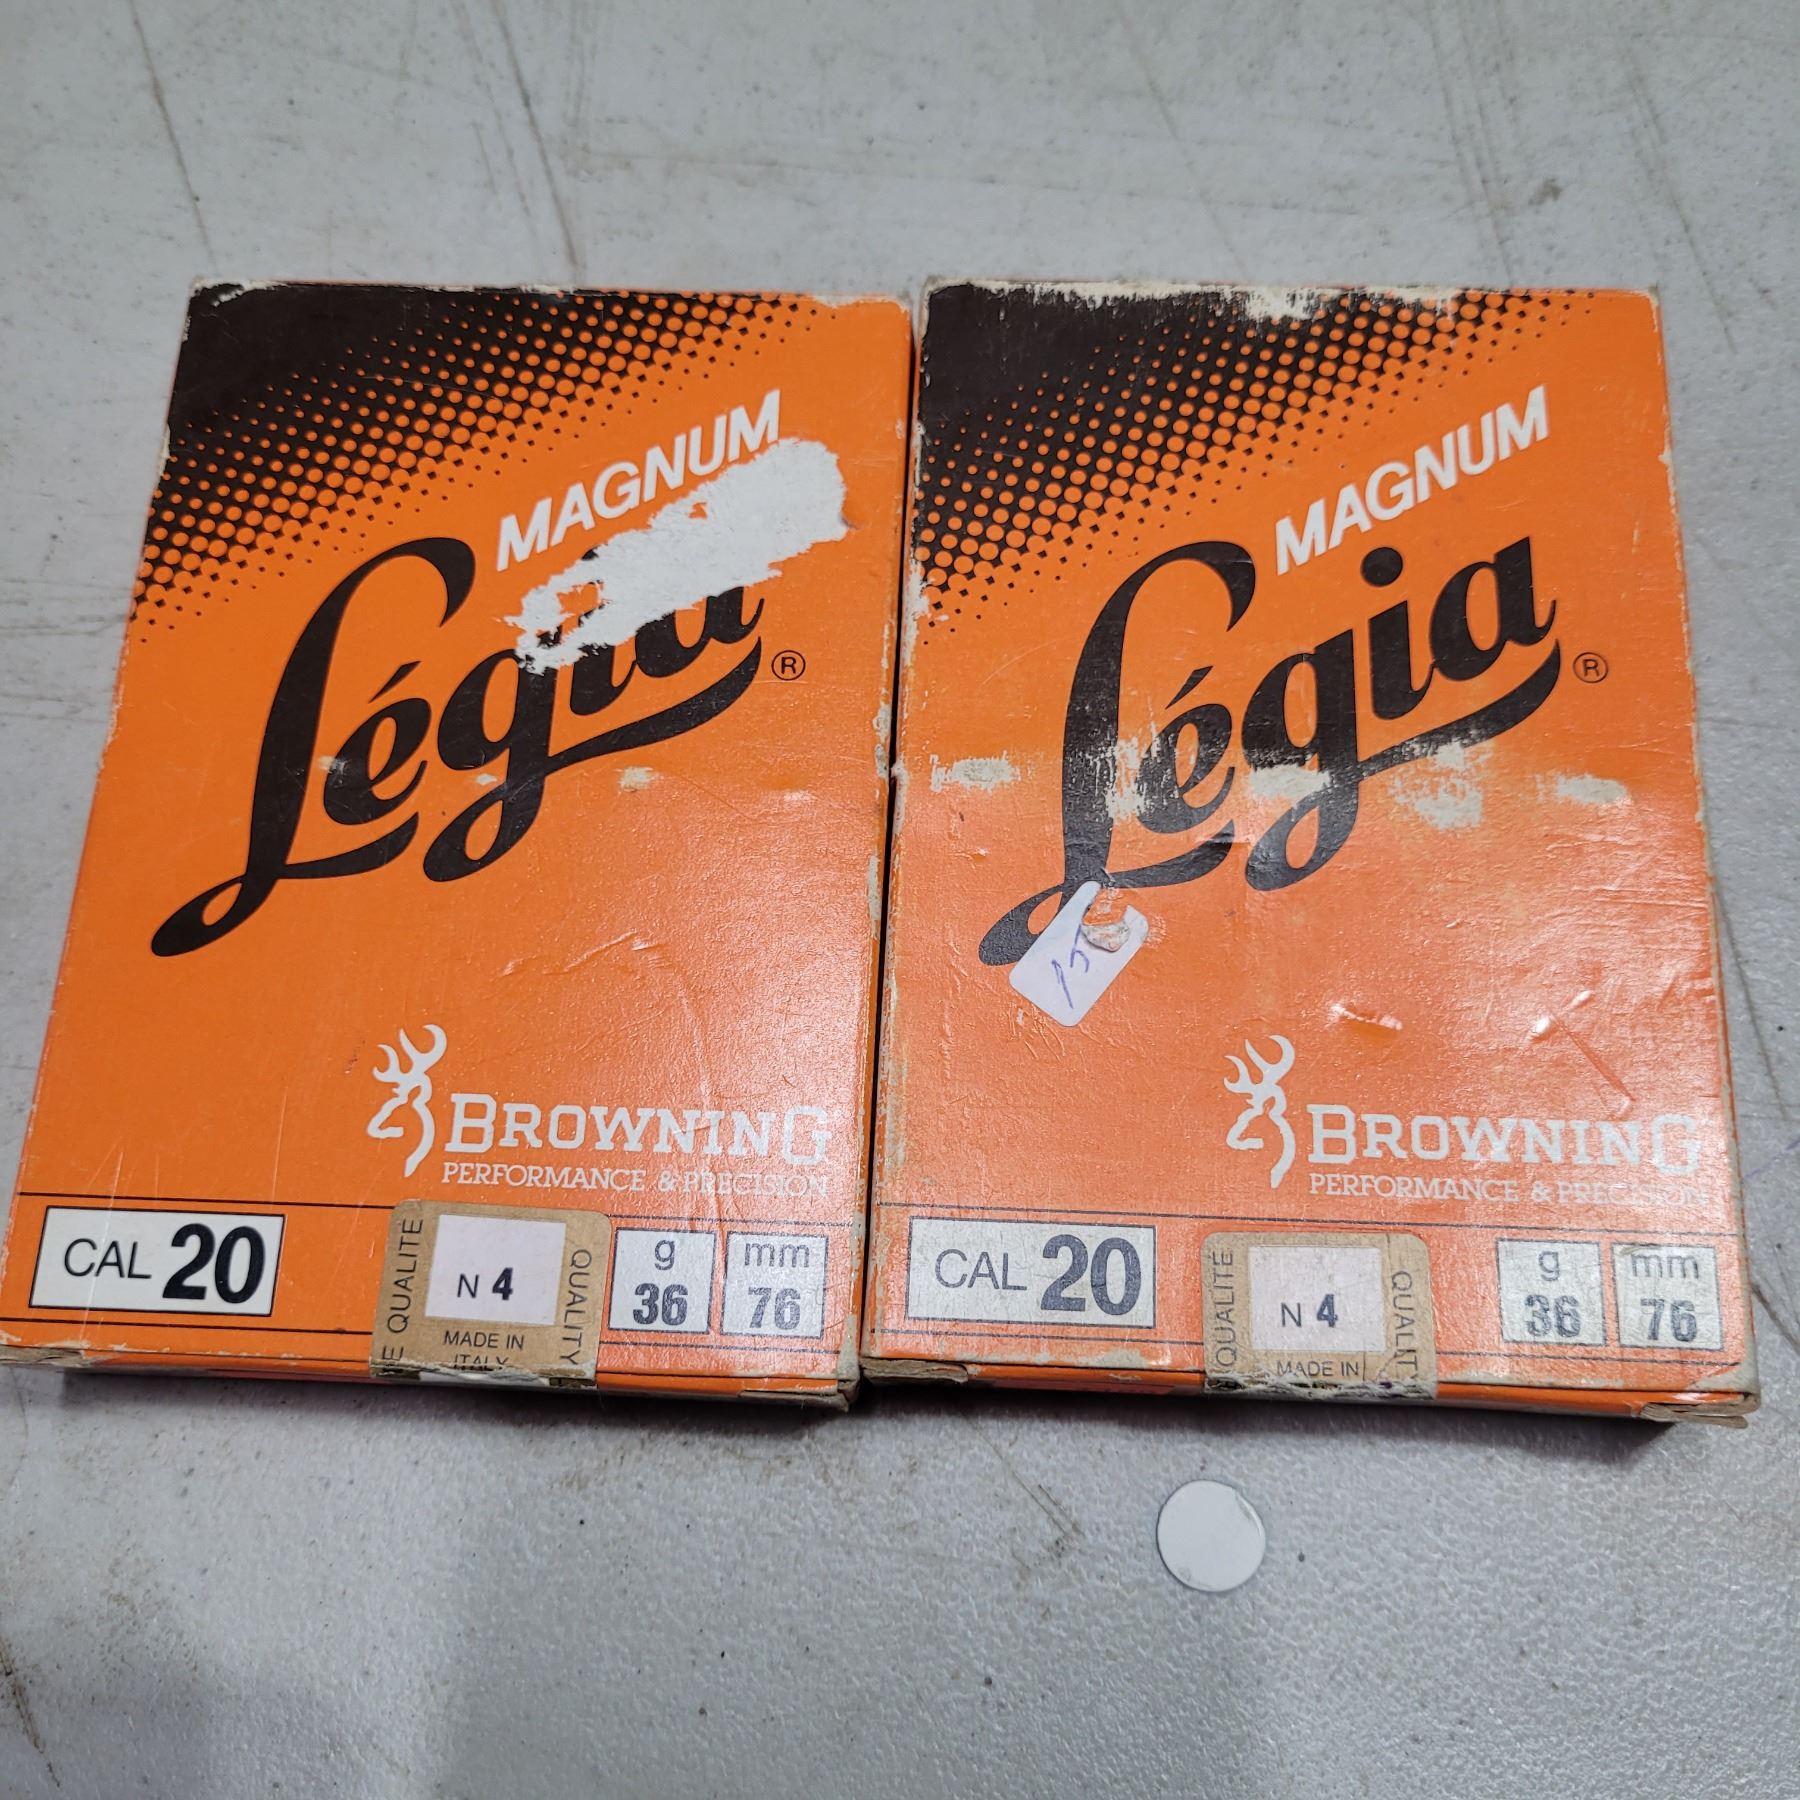 MAGNUM
Légia
®
BROWNING
PERFORMANCE & PRECISION
CAL 20
QUALITE
N 4
QUALITY
MADE IN
ITALY
g
36
mm
76
MAGNUM
Légia
®
15
BROWNING
PERFORMANCE & PRECISION
CAL 20
QUALITE
N 4
QUALITY
MADE IN
g
36
mm
76